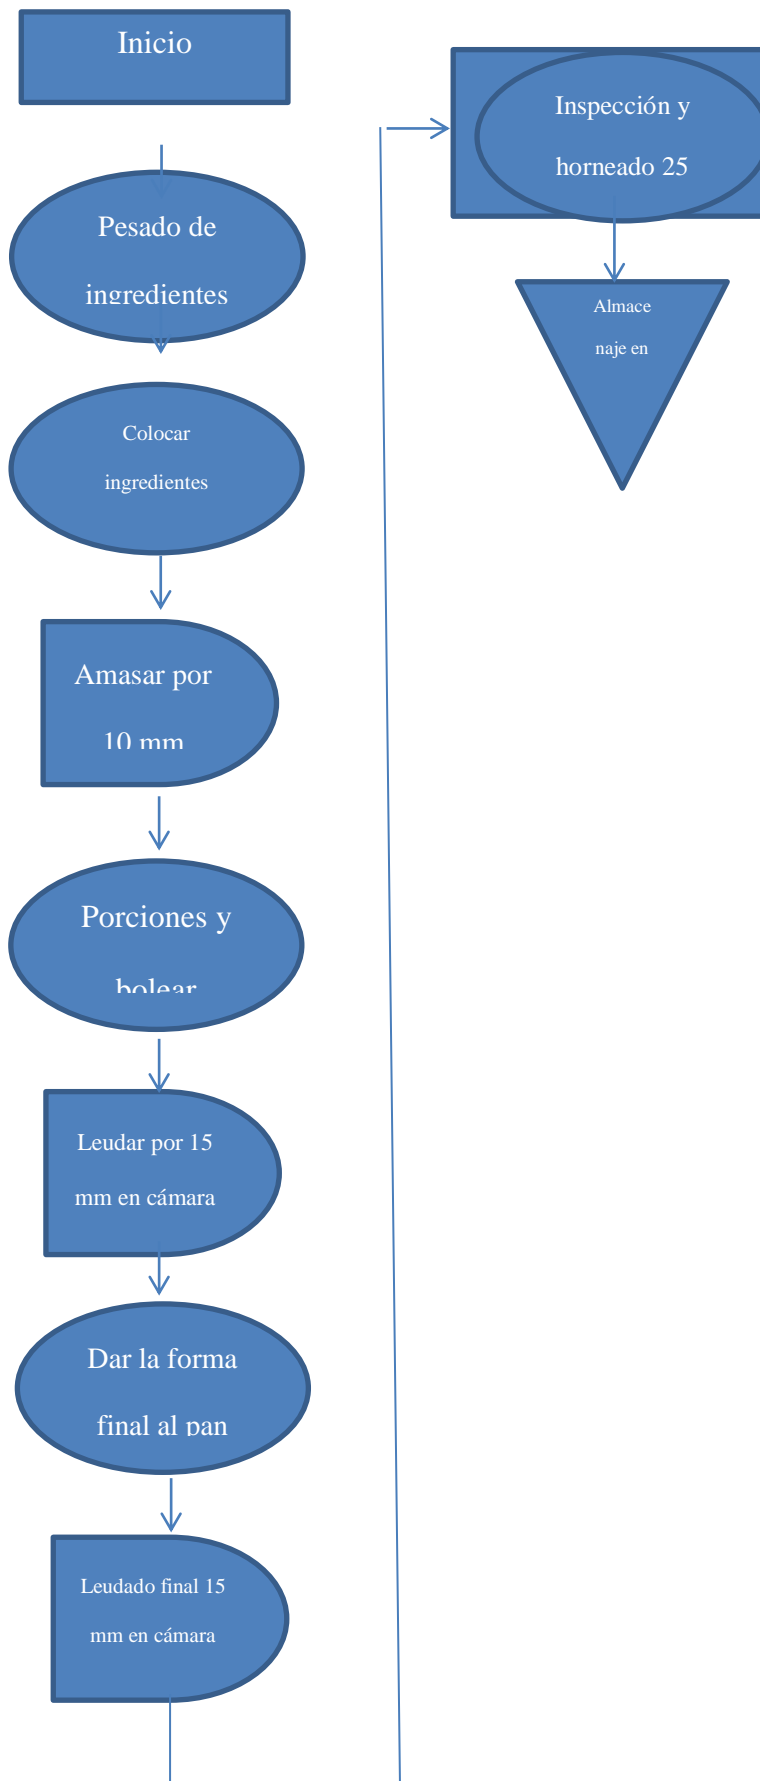 Inicio
Pesado de
ingredientes
Colocar
ingredientes
Amasar por
10 mm
Porciones y
bolear
Leudar por 15
mm en cámara
Dar la forma
final al pan
Leudado final 15
mm en cámara
Inspección y
horneado 25
Almace
naje en